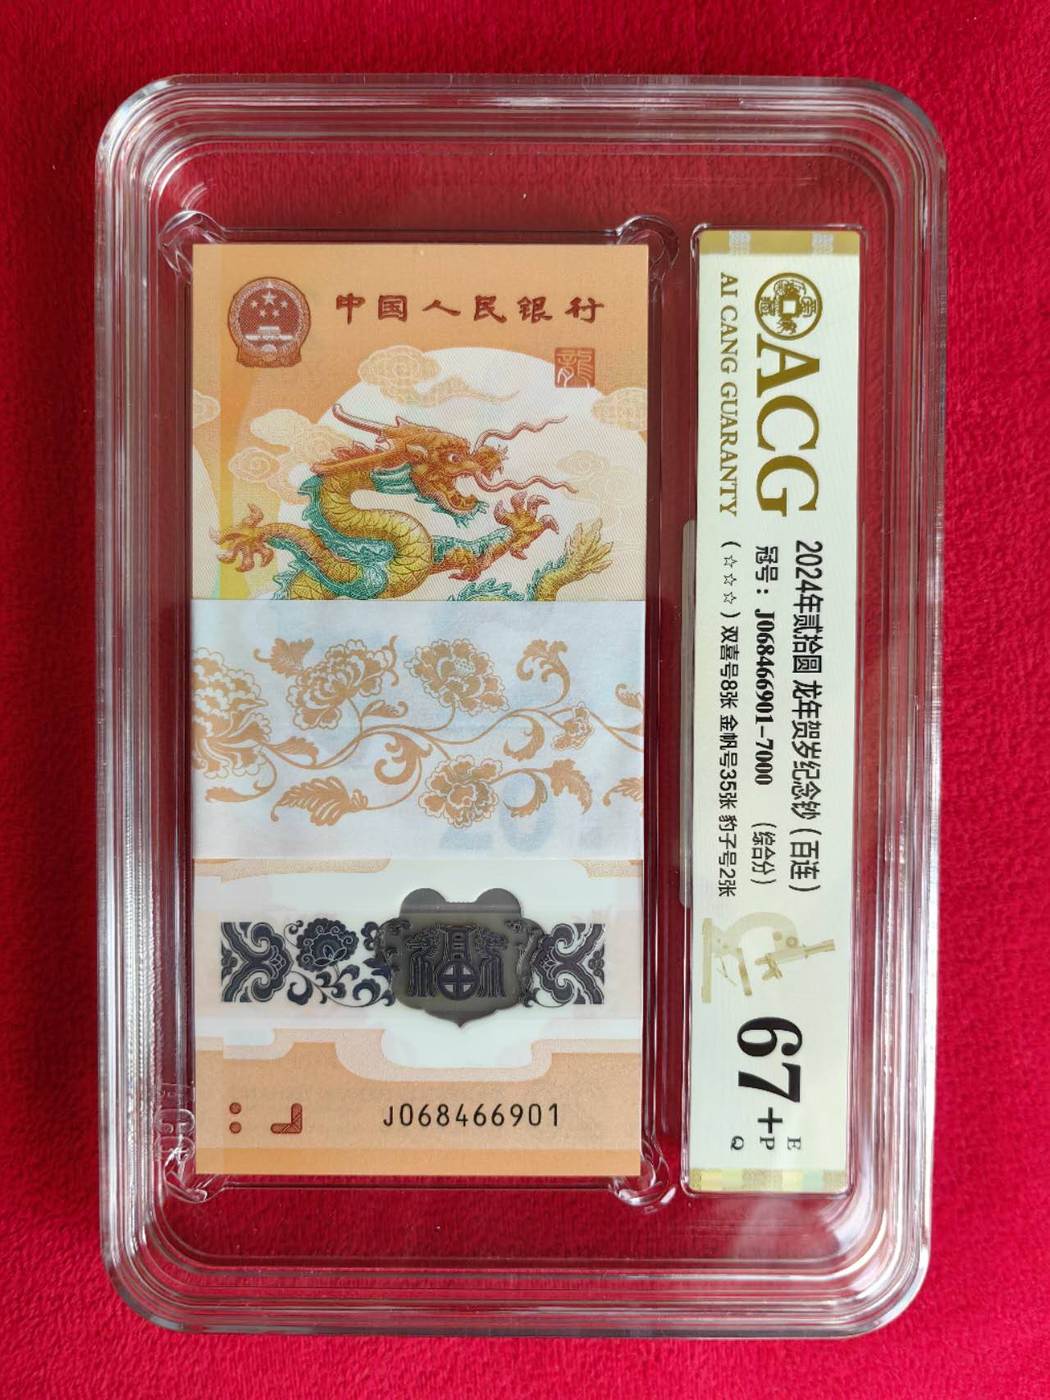 中国人民银行
龍
J068466901
ACG
AI CANG GUARANTY
2024年贰拾圆 龙年贺岁纪念钞（百连）
冠号：J068466901-7000 （综合分）
（☆☆☆）双喜号8张 金帆号35张 豹子号2张
67+
E
P
Q